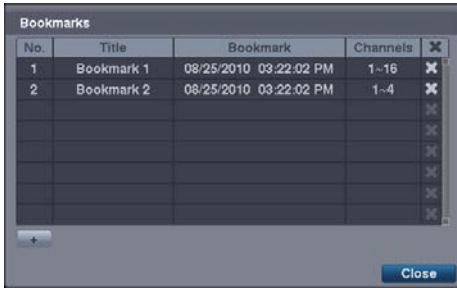 Bookmarks
No. Title Bookmark Channels ✕
1 Bookmark 1 08/25/2010 03:22:02 PM 1~16 ✕
2 Bookmark 2 08/25/2010 03:22:02 PM 1~4 ✕
+
Close